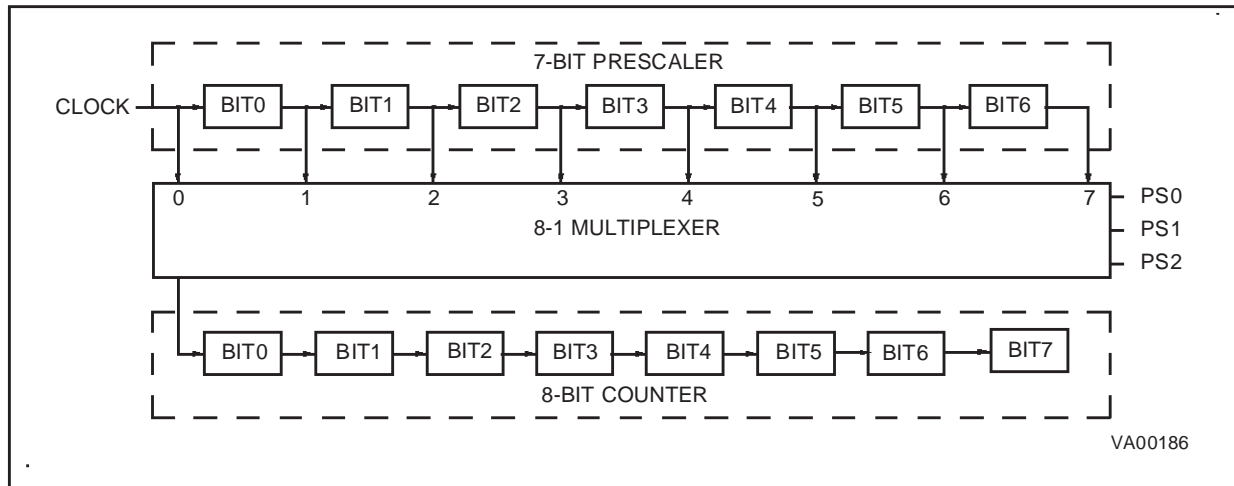 7-BIT PRESCALER
CLOCK BIT0 BIT1 BIT2 BIT3 BIT4 BIT5 BIT6
0 1 2 3 4 5 6 7 PS0
8-1 MULTIPLEXER PS1
PS2
BIT0 BIT1 BIT2 BIT3 BIT4 BIT5 BIT6 BIT7
8-BIT COUNTER
VA00186